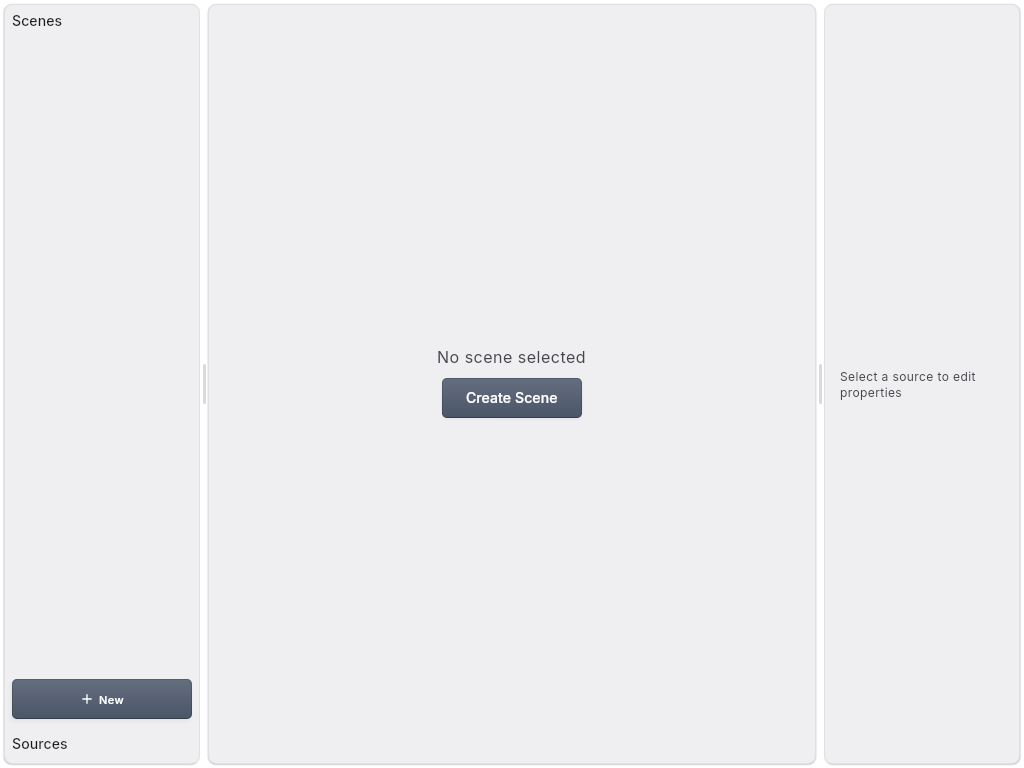 Scenes
No scene selected
Create Scene
Select a source to edit
properties
New
Sources